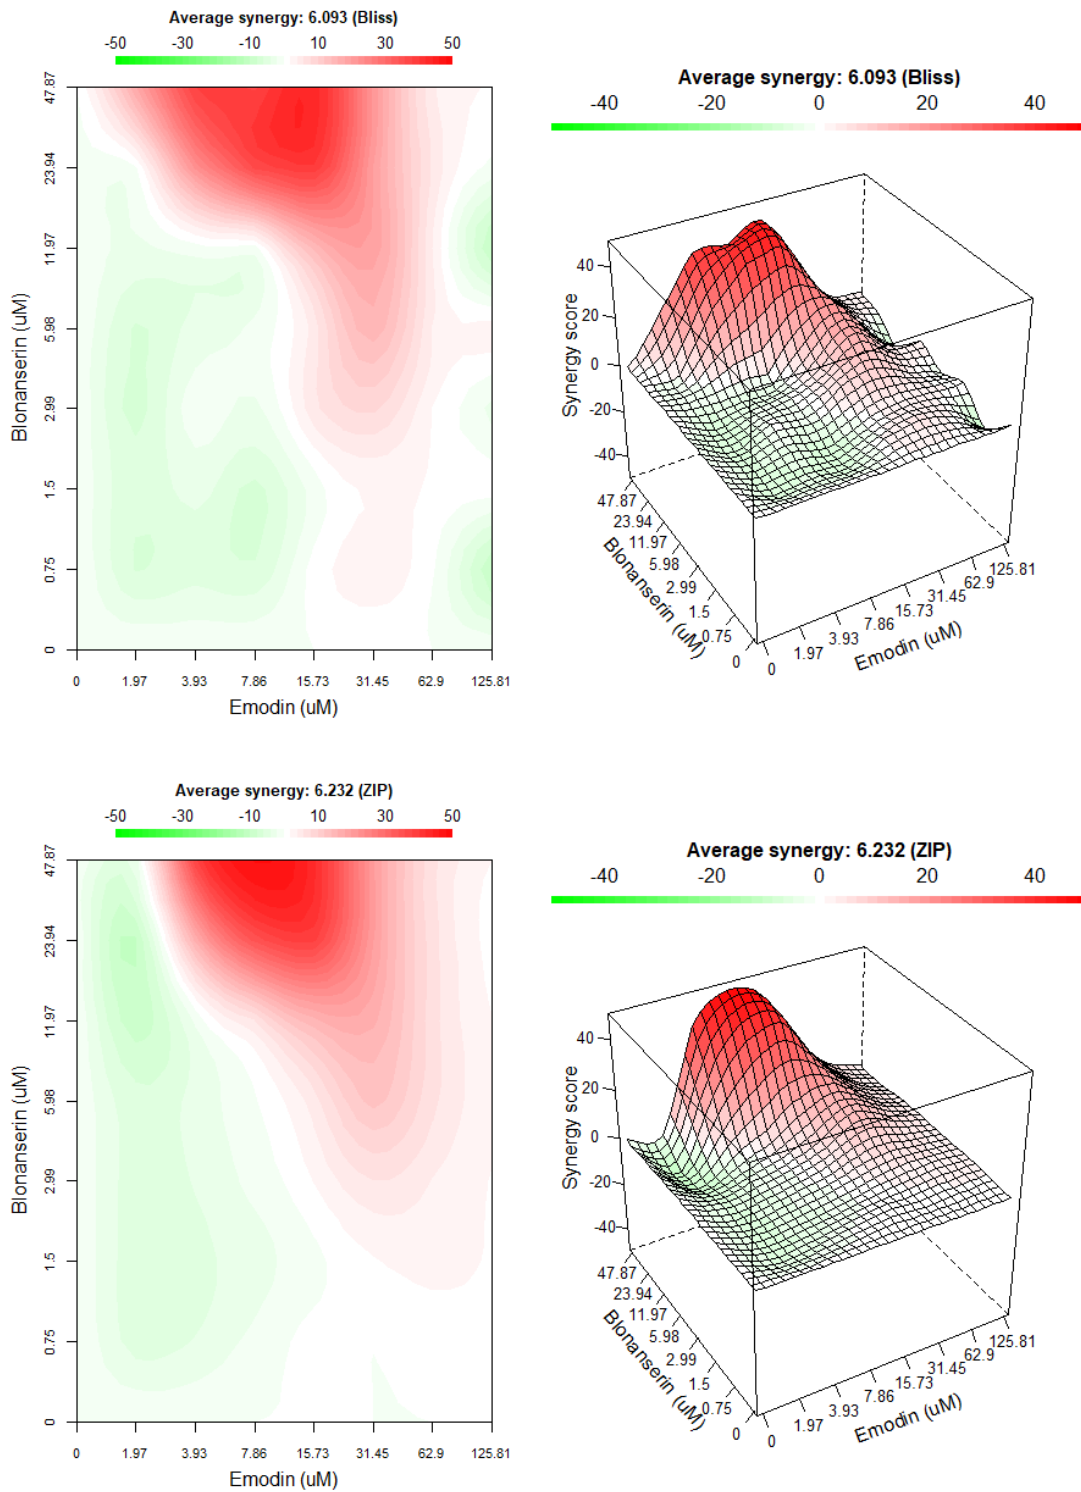 Average synergy: 6.093 (Bliss)
-50 -30 -10 10 30 50
47.87
23.94
11.97
5.98
2.99
1.5
0.75
0
Blonanserin (uM)
0 1.97 3.93 7.86 15.73 31.45 62.9 125.81
Emodin (uM)
Average synergy: 6.093 (Bliss)
-40 -20 0 20 40
40
20
0
-20
-40
Synergy score
47.87
23.94
11.97
5.98
2.99
1.5
0.75
0
Blonanserin (uM)
0 1.97 3.93 7.86 15.73 31.45 62.9 125.81
Emodin (uM)
Average synergy: 6.232 (ZIP)
-50 -30 -10 10 30 50
47.87
23.94
11.97
5.98
2.99
1.5
0.75
0
Blonanserin (uM)
0 1.97 3.93 7.86 15.73 31.45 62.9 125.81
Emodin (uM)
Average synergy: 6.232 (ZIP)
-40 -20 0 20 40
40
20
0
-20
-40
Synergy score
47.87
23.94
11.97
5.98
2.99
1.5
0.75
0
Blonanserin (uM)
0 1.97 3.93 7.86 15.73 31.45 62.9 125.81
Emodin (uM)